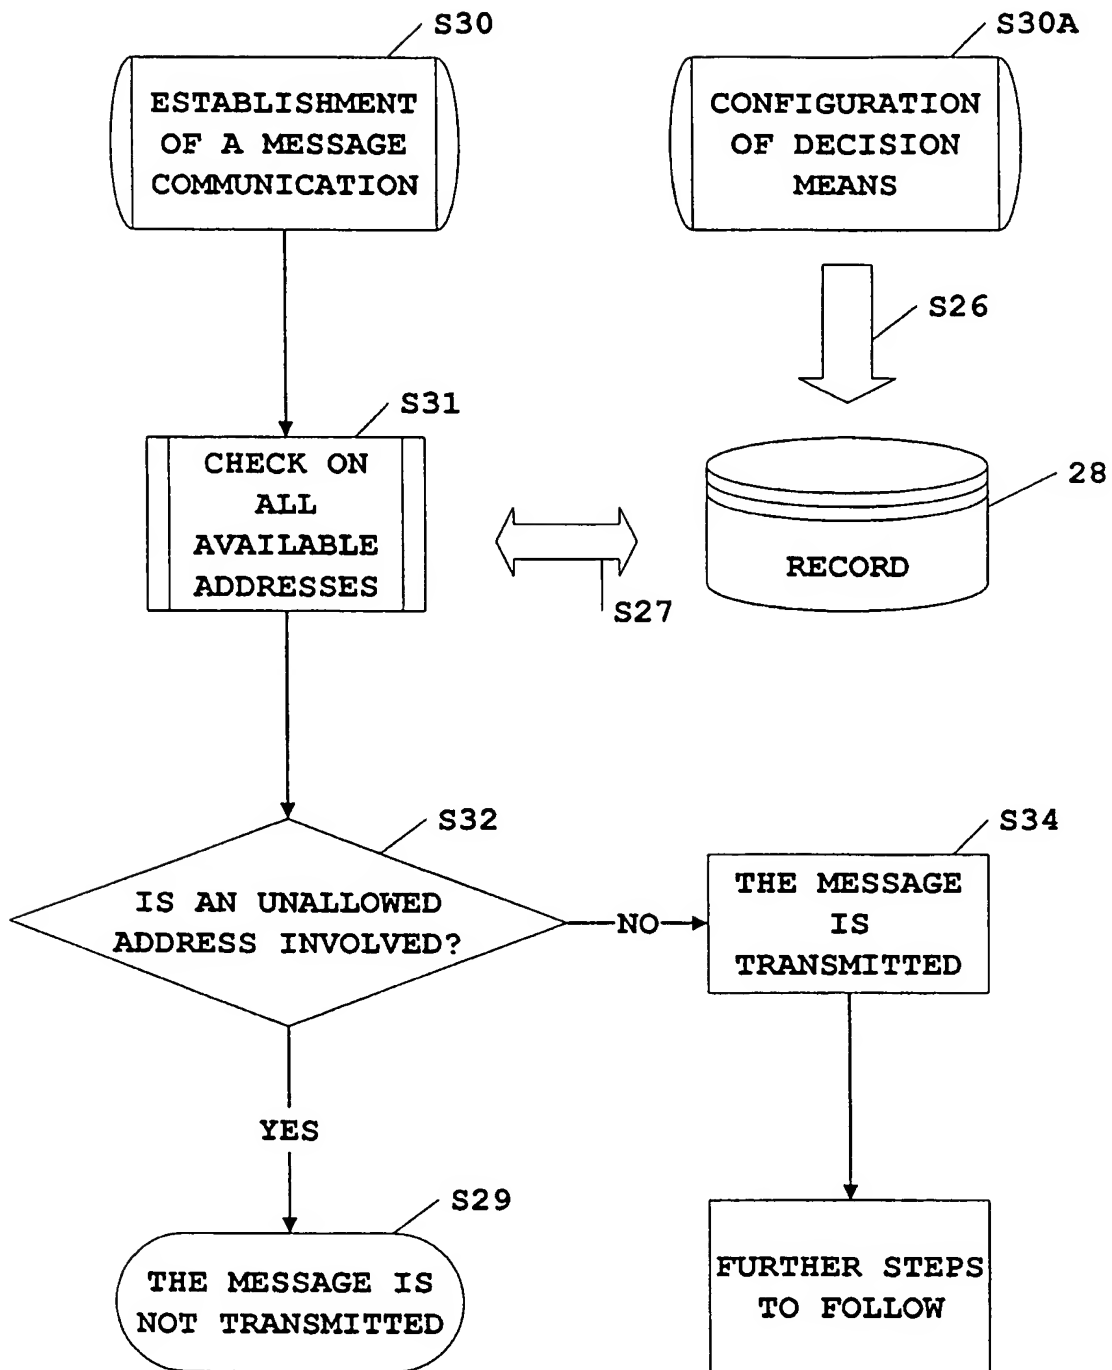 S30
ESTABLISHMENT
OF A MESSAGE
COMMUNICATION
S30A
CONFIGURATION
OF DECISION
MEANS
S26
S31
CHECK ON
ALL
AVAILABLE
ADDRESSES
S27
28
RECORD
S32
IS AN UNALLOWED
ADDRESS INVOLVED?
NO
S34
THE MESSAGE
IS
TRANSMITTED
YES
S29
THE MESSAGE IS
NOT TRANSMITTED
FURTHER STEPS
TO FOLLOW